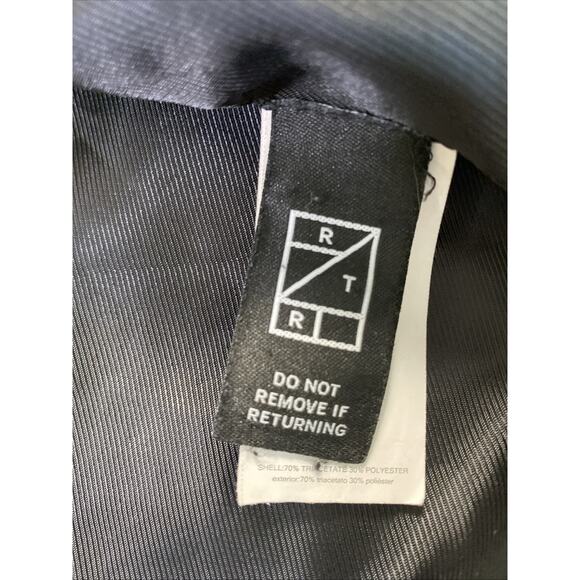 R
T
R
DO NOT
REMOVE IF
RETURNING
SHELL:70% TRIACETATE 30% POLYESTER
exterior:70% triacetato 30% poliéster